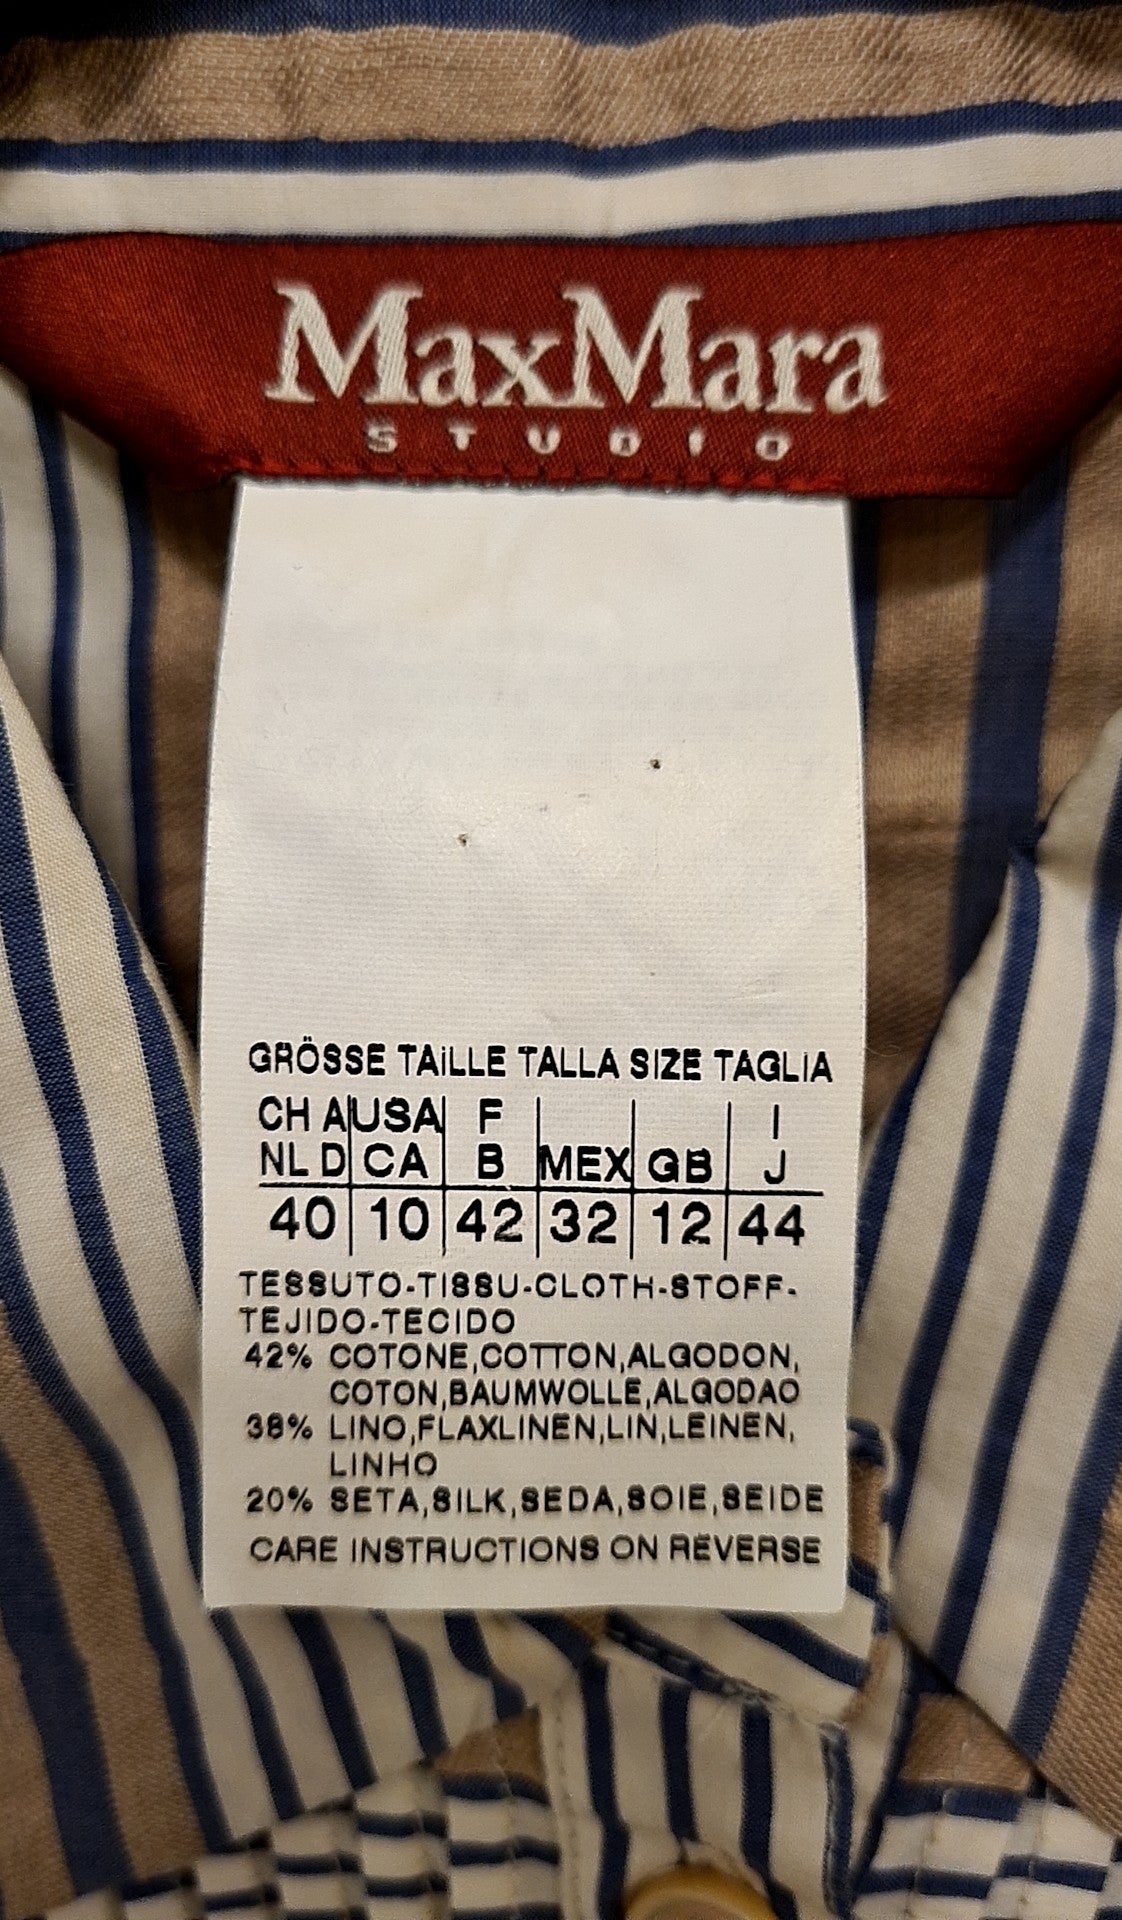 MaxMara
STUDIO
GRÖSSE TAILLE TALLA SIZE TAGLIA
CH A USA F I
NL D CA B MEX GB J
40 10 42 32 12 44
TESSUTO-TISSU-CLOTH-STOFF-
TEJIDO-TECIDO
42% COTONE,COTTON,ALGODON,
COTON,BAUMWOLLE,ALGODAO
38% LINO,FLAXLINEN,LIN,LEINEN,
LINHO
20% SETA,SILK,SEDA,SOIE,SEIDE
CARE INSTRUCTIONS ON REVERSE